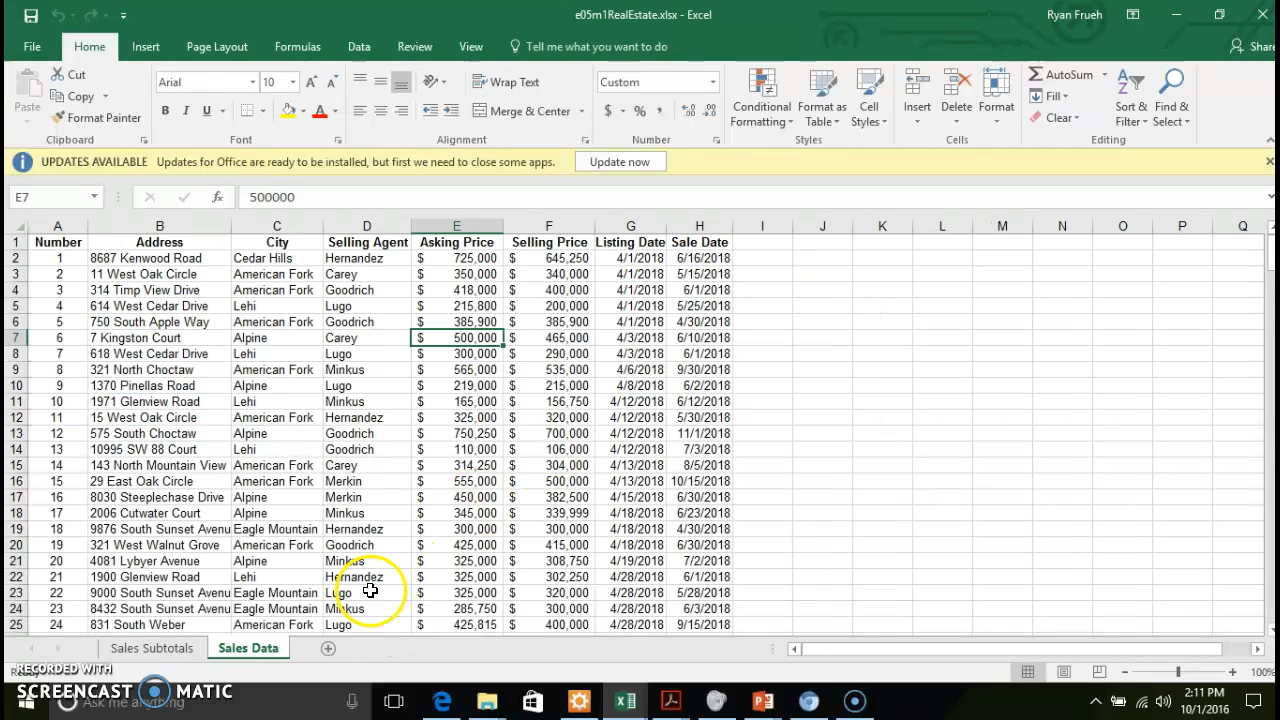 e05m1RealEstate.xlsx - Excel
Ryan Frueh
File Home Insert Page Layout Formulas Data Review View Tell me what you want to do Share
Paste
Cut
Copy
Format Painter
Clipboard
Arial 10
B I U
Font
Wrap Text
Merge & Center
Alignment
Custom
$ % ,
Number
Conditional Formatting
Format as Table
Cell Styles
Styles
Insert Delete Format
Cells
AutoSum
Fill
Clear
Sort & Filter
Find & Select
Editing
UPDATES AVAILABLE Updates for Office are ready to be installed, but first we need to close some apps. Update now
E7 fx 500000
A B C D E F G H I J K L M N O P Q
1 Number Address City Selling Agent Asking Price Selling Price Listing Date Sale Date
2 1 8687 Kenwood Road Cedar Hills Hernandez $ 725,000 $ 645,250 4/1/2018 6/16/2018
3 2 11 West Oak Circle American Fork Carey $ 350,000 $ 340,000 4/1/2018 5/15/2018
4 3 314 Timp View Drive American Fork Goodrich $ 418,000 $ 400,000 4/1/2018 6/1/2018
5 4 614 West Cedar Drive Lehi Lugo $ 215,800 $ 200,000 4/1/2018 5/25/2018
6 5 750 South Apple Way American Fork Goodrich $ 385,900 $ 385,900 4/1/2018 4/30/2018
7 6 7 Kingston Court Alpine Carey $ 500,000 $ 465,000 4/3/2018 6/10/2018
8 7 618 West Cedar Drive Lehi Lugo $ 300,000 $ 290,000 4/3/2018 6/1/2018
9 8 321 North Choctaw American Fork Minkus $ 565,000 $ 535,000 4/6/2018 9/30/2018
10 9 1370 Pinellas Road Alpine Lugo $ 219,000 $ 215,000 4/8/2018 6/2/2018
11 10 1971 Glenview Road Lehi Minkus $ 165,000 $ 156,750 4/12/2018 6/12/2018
12 11 15 West Oak Circle American Fork Hernandez $ 325,000 $ 320,000 4/12/2018 5/30/2018
13 12 575 South Choctaw Alpine Goodrich $ 750,250 $ 700,000 4/12/2018 11/1/2018
14 13 10995 SW 88 Court Lehi Goodrich $ 110,000 $ 106,000 4/12/2018 7/3/2018
15 14 143 North Mountain View American Fork Carey $ 314,250 $ 304,000 4/13/2018 8/5/2018
16 15 29 East Oak Circle American Fork Merkin $ 555,000 $ 500,000 4/13/2018 10/15/2018
17 16 8030 Steeplechase Drive Alpine Merkin $ 450,000 $ 382,500 4/15/2018 6/30/2018
18 17 2006 Cutwater Court Alpine Minkus $ 345,000 $ 339,999 4/18/2018 6/23/2018
19 18 9876 South Sunset Avenu Eagle Mountain Hernandez $ 300,000 $ 300,000 4/18/2018 4/30/2018
20 19 321 West Walnut Grove American Fork Goodrich $ 425,000 $ 415,000 4/18/2018 6/30/2018
21 20 4081 Lybyer Avenue Alpine Minkus $ 325,000 $ 308,750 4/19/2018 7/2/2018
22 21 1900 Glenview Road Lehi Hernandez $ 325,000 $ 302,250 4/28/2018 6/1/2018
23 22 9000 South Sunset Avenu Eagle Mountain Lugo $ 325,000 $ 320,000 4/28/2018 5/28/2018
24 23 8432 South Sunset Avenu Eagle Mountain Minkus $ 285,750 $ 300,000 4/28/2018 6/3/2018
25 24 831 South Weber American Fork Lugo $ 425,815 $ 400,000 4/28/2018 9/15/2018
Sales Subtotals Sales Data
Ready 100%
RECORDED WITH
SCREENCAST MATIC
Ask me anything
2:11 PM
10/1/2016